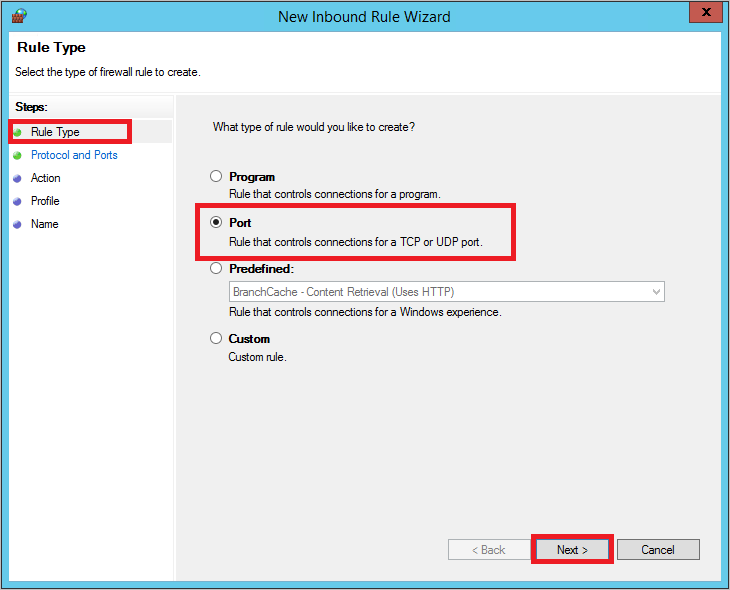 New Inbound Rule Wizard
X
Rule Type
Select the type of firewall rule to create.
Steps:
Rule Type
Protocol and Ports
Action
Profile
Name
What type of rule would you like to create?
Program
Rule that controls connections for a program.
Port
Rule that controls connections for a TCP or UDP port.
Predefined:
BranchCache - Content Retrieval (Uses HTTP)
Rule that controls connections for a Windows experience.
Custom
Custom rule.
< Back
Next >
Cancel